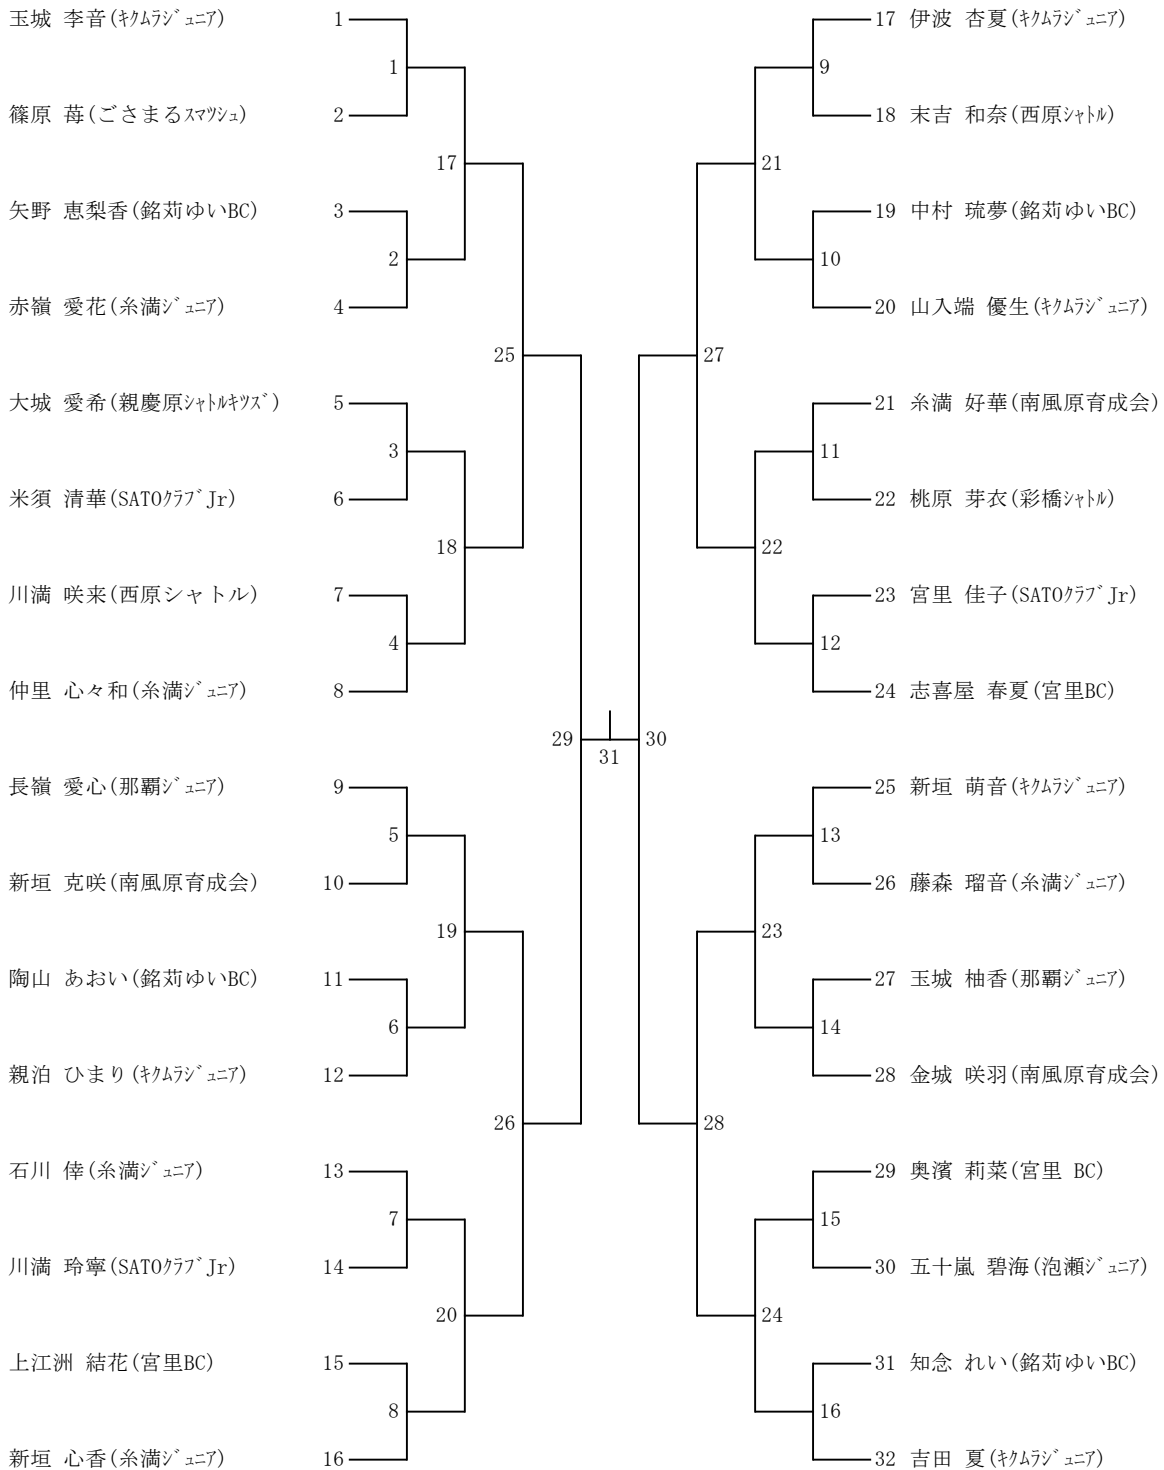 玉城 李音(ｷｸﾑﾗｼﾞｭﾆｱ) 1
17 伊波 杏夏(ｷｸﾑﾗｼﾞｭﾆｱ)
1
9
篠原 苺(ごさまるｽﾏｯｼｭ) 2
18 末吉 和奈(西原ｼｬﾄﾙ)
17
21
矢野 恵梨香(銘苅ゆいBC) 3
19 中村 琉夢(銘苅ゆいBC)
2
10
赤嶺 愛花(糸満ｼﾞｭﾆｱ) 4
20 山入端 優生(ｷｸﾑﾗｼﾞｭﾆｱ)
25
27
大城 愛希(親慶原ｼｬﾄﾙｷｯｽﾞ) 5
21 糸満 好華(南風原育成会)
3
11
米須 清華(SATOｸﾗﾌﾞJr) 6
22 桃原 芽衣(彩橋ｼｬﾄﾙ)
18
22
川満 咲来(西原シャトル) 7
23 宮里 佳子(SATOｸﾗﾌﾞJr)
4
12
仲里 心々和(糸満ｼﾞｭﾆｱ) 8
24 志喜屋 春夏(宮里BC)
29
31
30
長嶺 愛心(那覇ｼﾞｭﾆｱ) 9
25 新垣 萌音(ｷｸﾑﾗｼﾞｭﾆｱ)
5
13
新垣 克咲(南風原育成会) 10
26 藤森 瑠音(糸満ｼﾞｭﾆｱ)
19
23
陶山 あおい(銘苅ゆいBC) 11
27 玉城 柚香(那覇ｼﾞｭﾆｱ)
6
14
親泊 ひまり(ｷｸﾑﾗｼﾞｭﾆｱ) 12
28 金城 咲羽(南風原育成会)
26
28
石川 倖(糸満ｼﾞｭﾆｱ) 13
29 奥濱 莉菜(宮里 BC)
7
15
川満 玲寧(SATOｸﾗﾌﾞJr) 14
30 五十嵐 碧海(泡瀬ｼﾞｭﾆｱ)
20
24
上江洲 結花(宮里BC) 15
31 知念 れい(銘苅ゆいBC)
8
16
新垣 心香(糸満ｼﾞｭﾆｱ) 16
32 吉田 夏(ｷｸﾑﾗｼﾞｭﾆｱ)